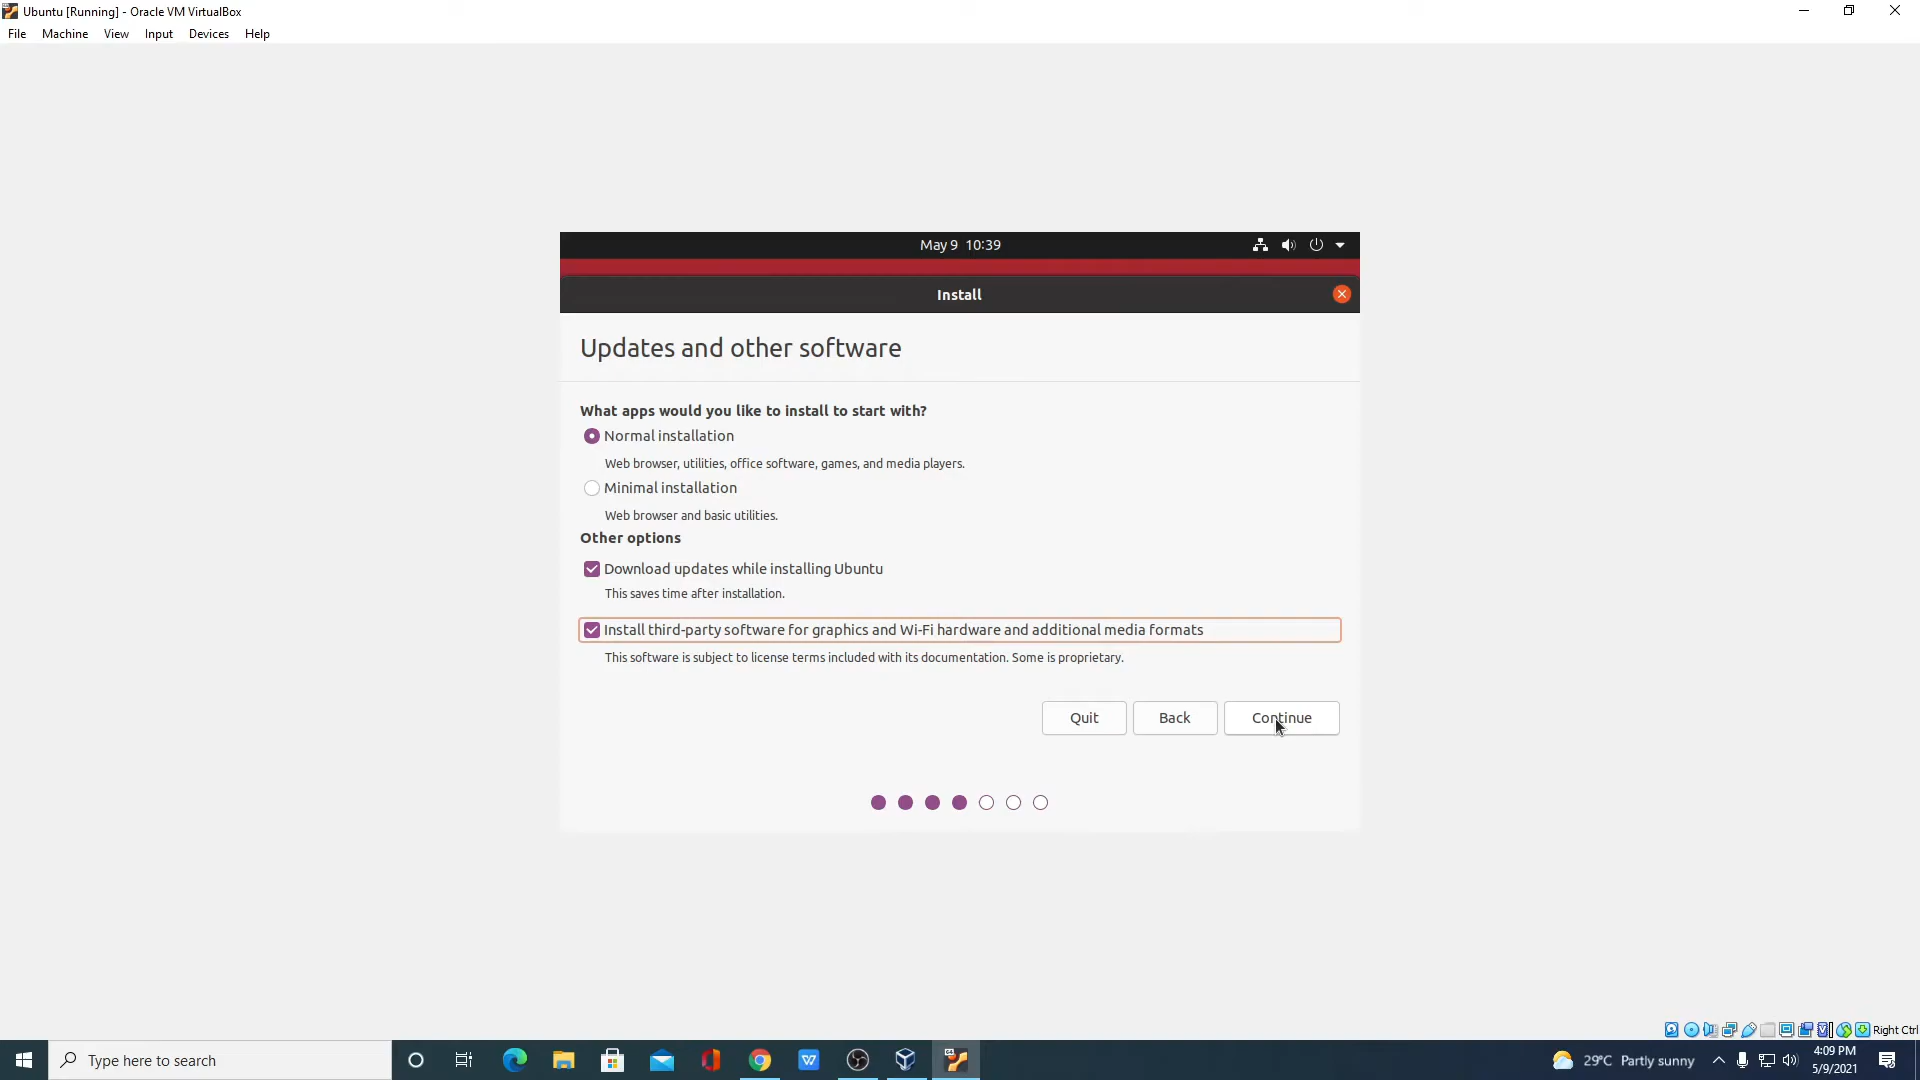 Ubuntu [Running] - Oracle VM VirtualBox
File Machine View Input Devices Help
May 9 10:39
Install
Updates and other software
What apps would you like to install to start with?
Normal installation
Web browser, utilities, office software, games, and media players.
Minimal installation
Web browser and basic utilities.
Other options
Download updates while installing Ubuntu
This saves time after installation.
Install third-party software for graphics and Wi-Fi hardware and additional media formats
This software is subject to license terms included with its documentation. Some is proprietary.
Quit Back Continue
Right Ctrl
Type here to search
29°C Partly sunny
4:09 PM
5/9/2021